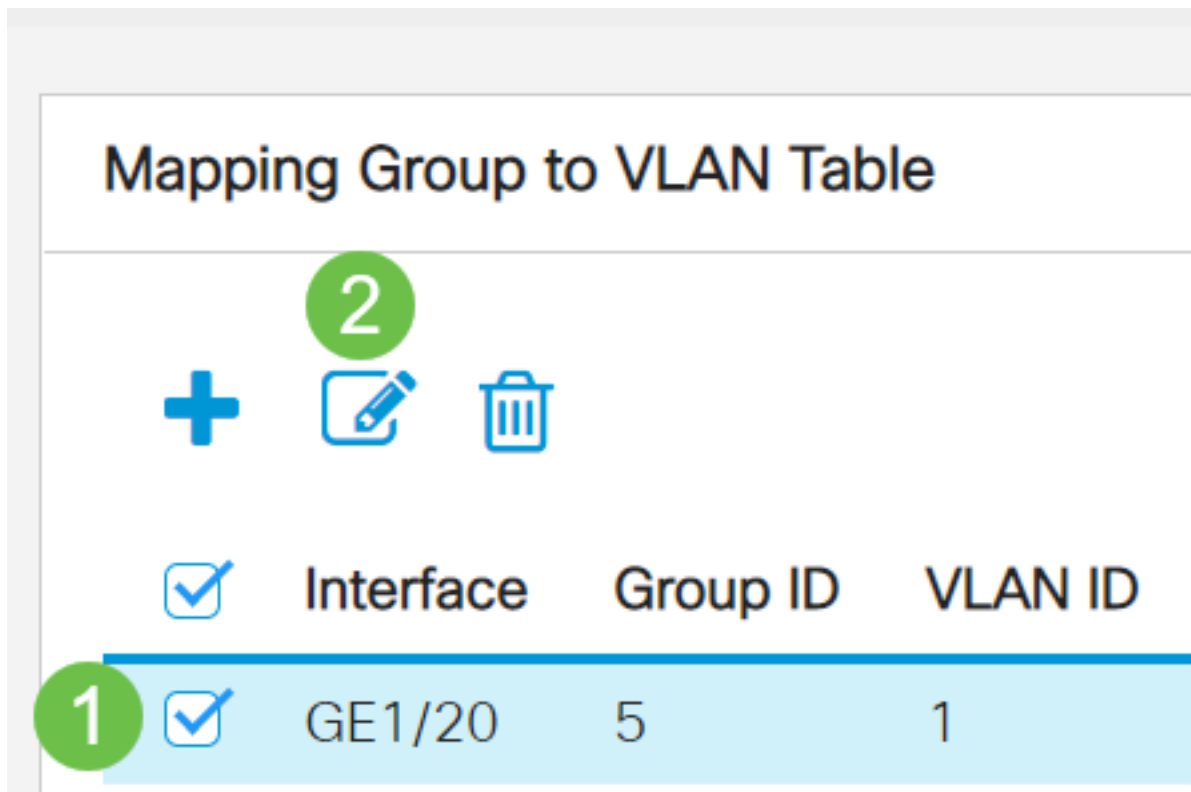 Mapping Group to VLAN Table
2
Interface Group ID VLAN ID
1 GE1/20 5 1